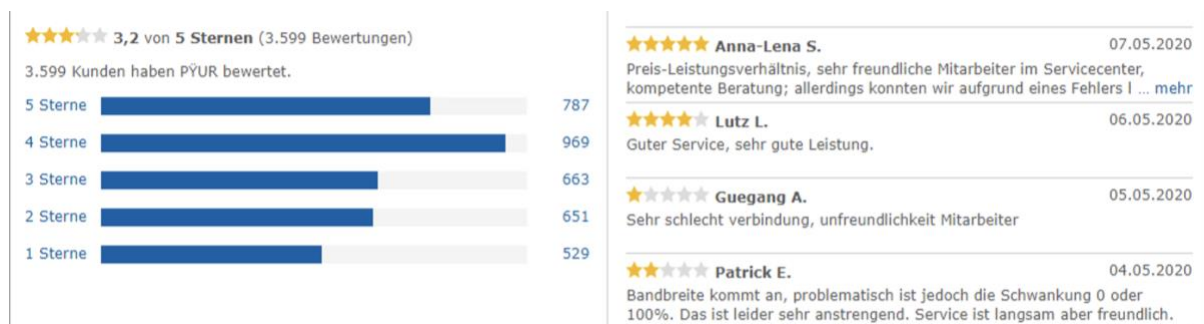 3,2 von 5 Sternen (3.599 Bewertungen)
3.599 Kunden haben PŸUR bewertet.
5 Sterne 787
4 Sterne 969
3 Sterne 663
2 Sterne 651
1 Sterne 529
Anna-Lena S. 07.05.2020
Preis-Leistungsverhältnis, sehr freundliche Mitarbeiter im Servicecenter,
kompetente Beratung; allerdings konnten wir aufgrund eines Fehlers l ... mehr
Lutz L. 06.05.2020
Guter Service, sehr gute Leistung.
Guegang A. 05.05.2020
Sehr schlecht verbindung, unfreundlichkeit Mitarbeiter
Patrick E. 04.05.2020
Bandbreite kommt an, problematisch ist jedoch die Schwankung 0 oder
100%. Das ist leider sehr anstrengend. Service ist langsam aber freundlich.